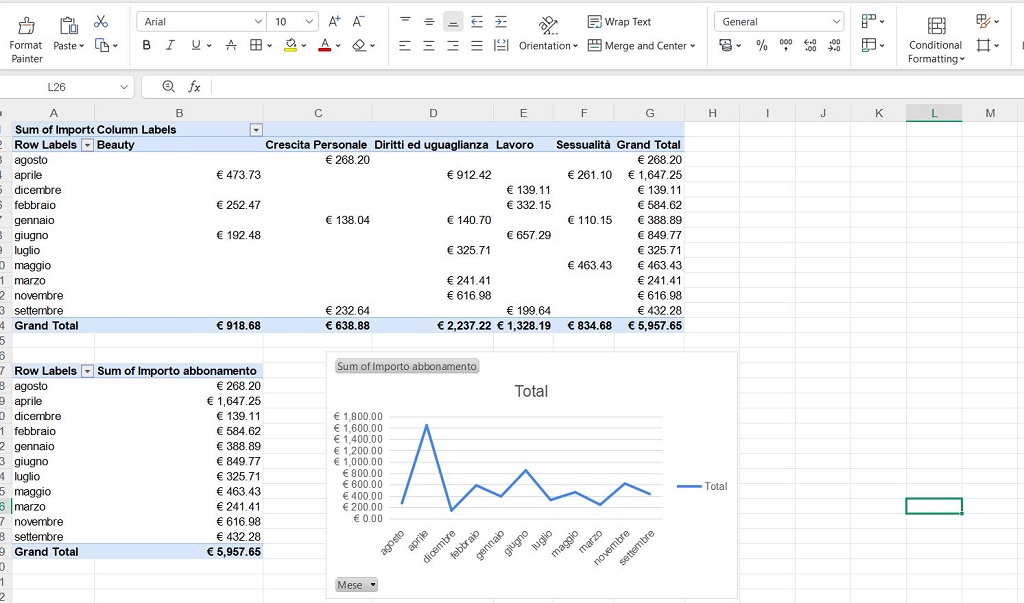 Arial 10 A+ A- Wrap Text General
Format Painter Paste B I U A A Orientation Merge and Center % Conditional Formatting
L26 fx
A B C D E F G H I J K L M
Sum of Importo Column Labels
Row Labels Beauty Crescita Personale Diritti ed uguaglianza Lavoro Sessualità Grand Total
agosto € 268.20 € 268.20
aprile € 473.73 € 912.42 € 261.10 € 1,647.25
dicembre € 139.11 € 139.11
febbraio € 252.47 € 332.15 € 584.62
gennaio € 138.04 € 140.70 € 110.15 € 388.89
giugno € 192.48 € 657.29 € 849.77
luglio € 325.71 € 325.71
maggio € 463.43 € 463.43
marzo € 241.41 € 241.41
novembre € 616.98 € 616.98
settembre € 232.64 € 199.64 € 432.28
Grand Total € 918.68 € 638.88 € 2,237.22 € 1,328.19 € 834.68 € 5,957.65
Row Labels Sum of Importo abbonamento
agosto € 268.20
aprile € 1,647.25
dicembre € 139.11
febbraio € 584.62
gennaio € 388.89
giugno € 849.77
luglio € 325.71
maggio € 463.43
marzo € 241.41
novembre € 616.98
settembre € 432.28
Grand Total € 5,957.65
Sum of Importo abbonamento
Total
€ 1,800.00
€ 1,600.00
€ 1,400.00
€ 1,200.00
€ 1,000.00
€ 800.00
€ 600.00
€ 400.00
€ 200.00
€ 0.00
Total
agosto aprile dicembre febbraio gennaio giugno luglio maggio marzo novembre settembre
Mese